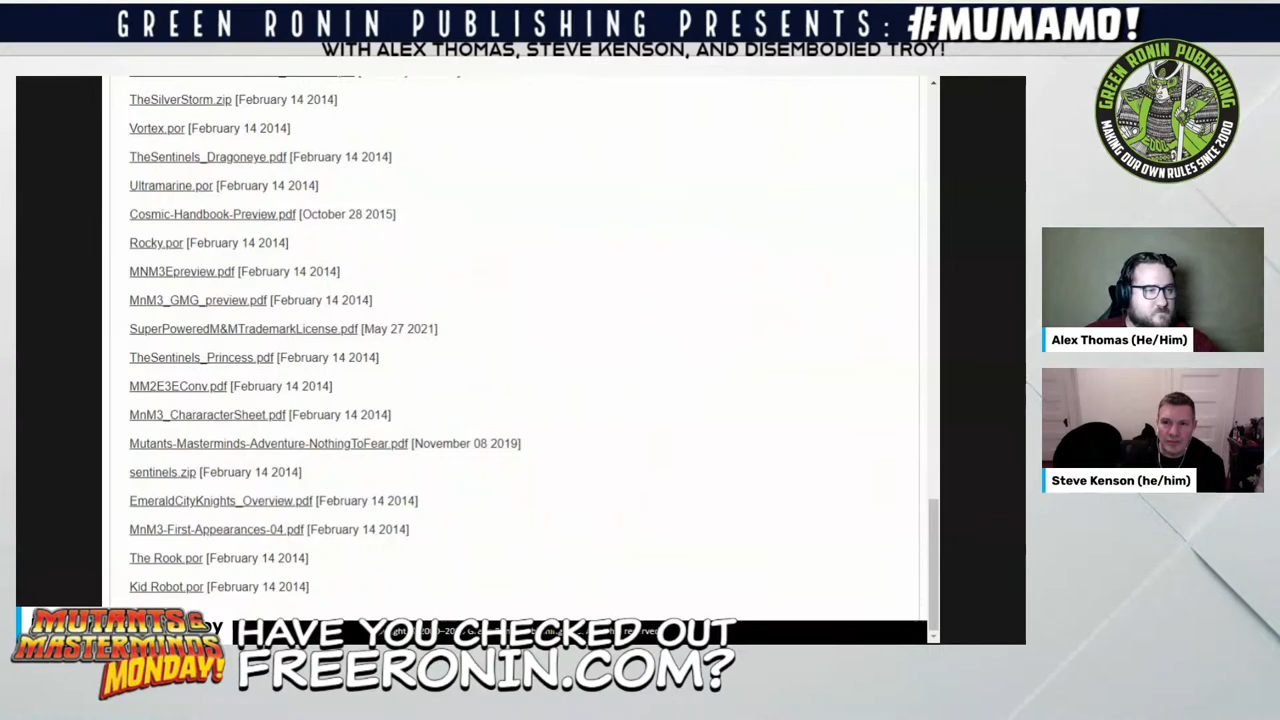 GREEN RONIN PUBLISHING PRESENTS: #MUMAMO!
WITH ALEX THOMAS, STEVE KENSON, AND DISEMBODIED TROY!
TheSilverStorm.zip [February 14 2014]
Vortex.por [February 14 2014]
TheSentinels_Dragoneye.pdf [February 14 2014]
Ultramarine.por [February 14 2014]
Cosmic-Handbook-Preview.pdf [October 28 2015]
Rocky.por [February 14 2014]
MNM3Epreview.pdf [February 14 2014]
MnM3_GMG_preview.pdf [February 14 2014]
SuperPoweredM&MTrademarkLicense.pdf [May 27 2021]
TheSentinels_Princess.pdf [February 14 2014]
MM2E3EConv.pdf [February 14 2014]
MnM3_ChararacterSheet.pdf [February 14 2014]
Mutants-Masterminds-Adventure-NothingToFear.pdf [November 08 2019]
sentinels.zip [February 14 2014]
EmeraldCityKnights_Overview.pdf [February 14 2014]
MnM3-First-Appearances-04.pdf [February 14 2014]
The Rook.por [February 14 2014]
Kid Robot.por [February 14 2014]
GREEN RONIN PUBLISHING
MAKING OUR OWN RULES SINCE 2000
Alex Thomas (He/Him)
Steve Kenson (he/him)
MUTANTS &
MASTERMINDS
MONDAY!
HAVE YOU CHECKED OUT
FREERONIN.COM?